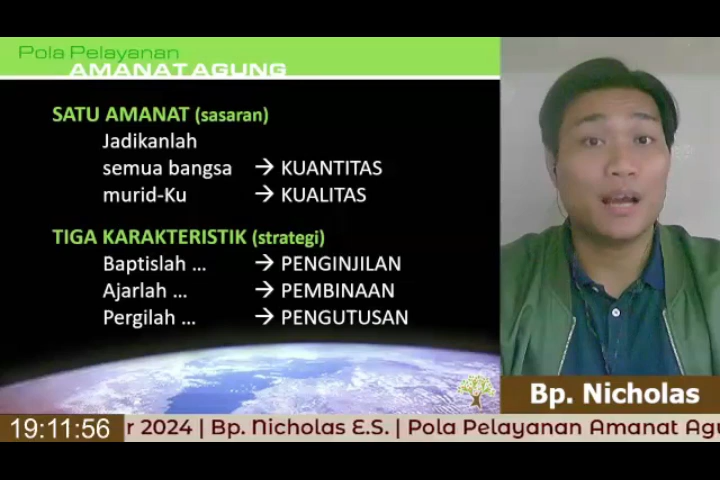 Pola Pelayanan
AMANAT AGUNG
SATU AMANAT (sasaran)
Jadikanlah
semua bangsa → KUANTITAS
murid-Ku → KUALITAS
TIGA KARAKTERISTIK (strategi)
Baptislah ... → PENGINJILAN
Ajarlah ... → PEMBINAAN
Pergilah ... → PENGUTUSAN
Bp. Nicholas
19:11:56 r 2024 | Bp. Nicholas E.S. | Pola Pelayanan Amanat Agu